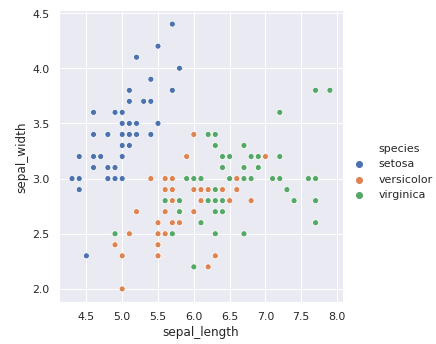 4.5
4.0
3.5
3.0
2.5
2.0
sepal_width
4.5 5.0 5.5 6.0 6.5 7.0 7.5 8.0
sepal_length
species
setosa
versicolor
virginica